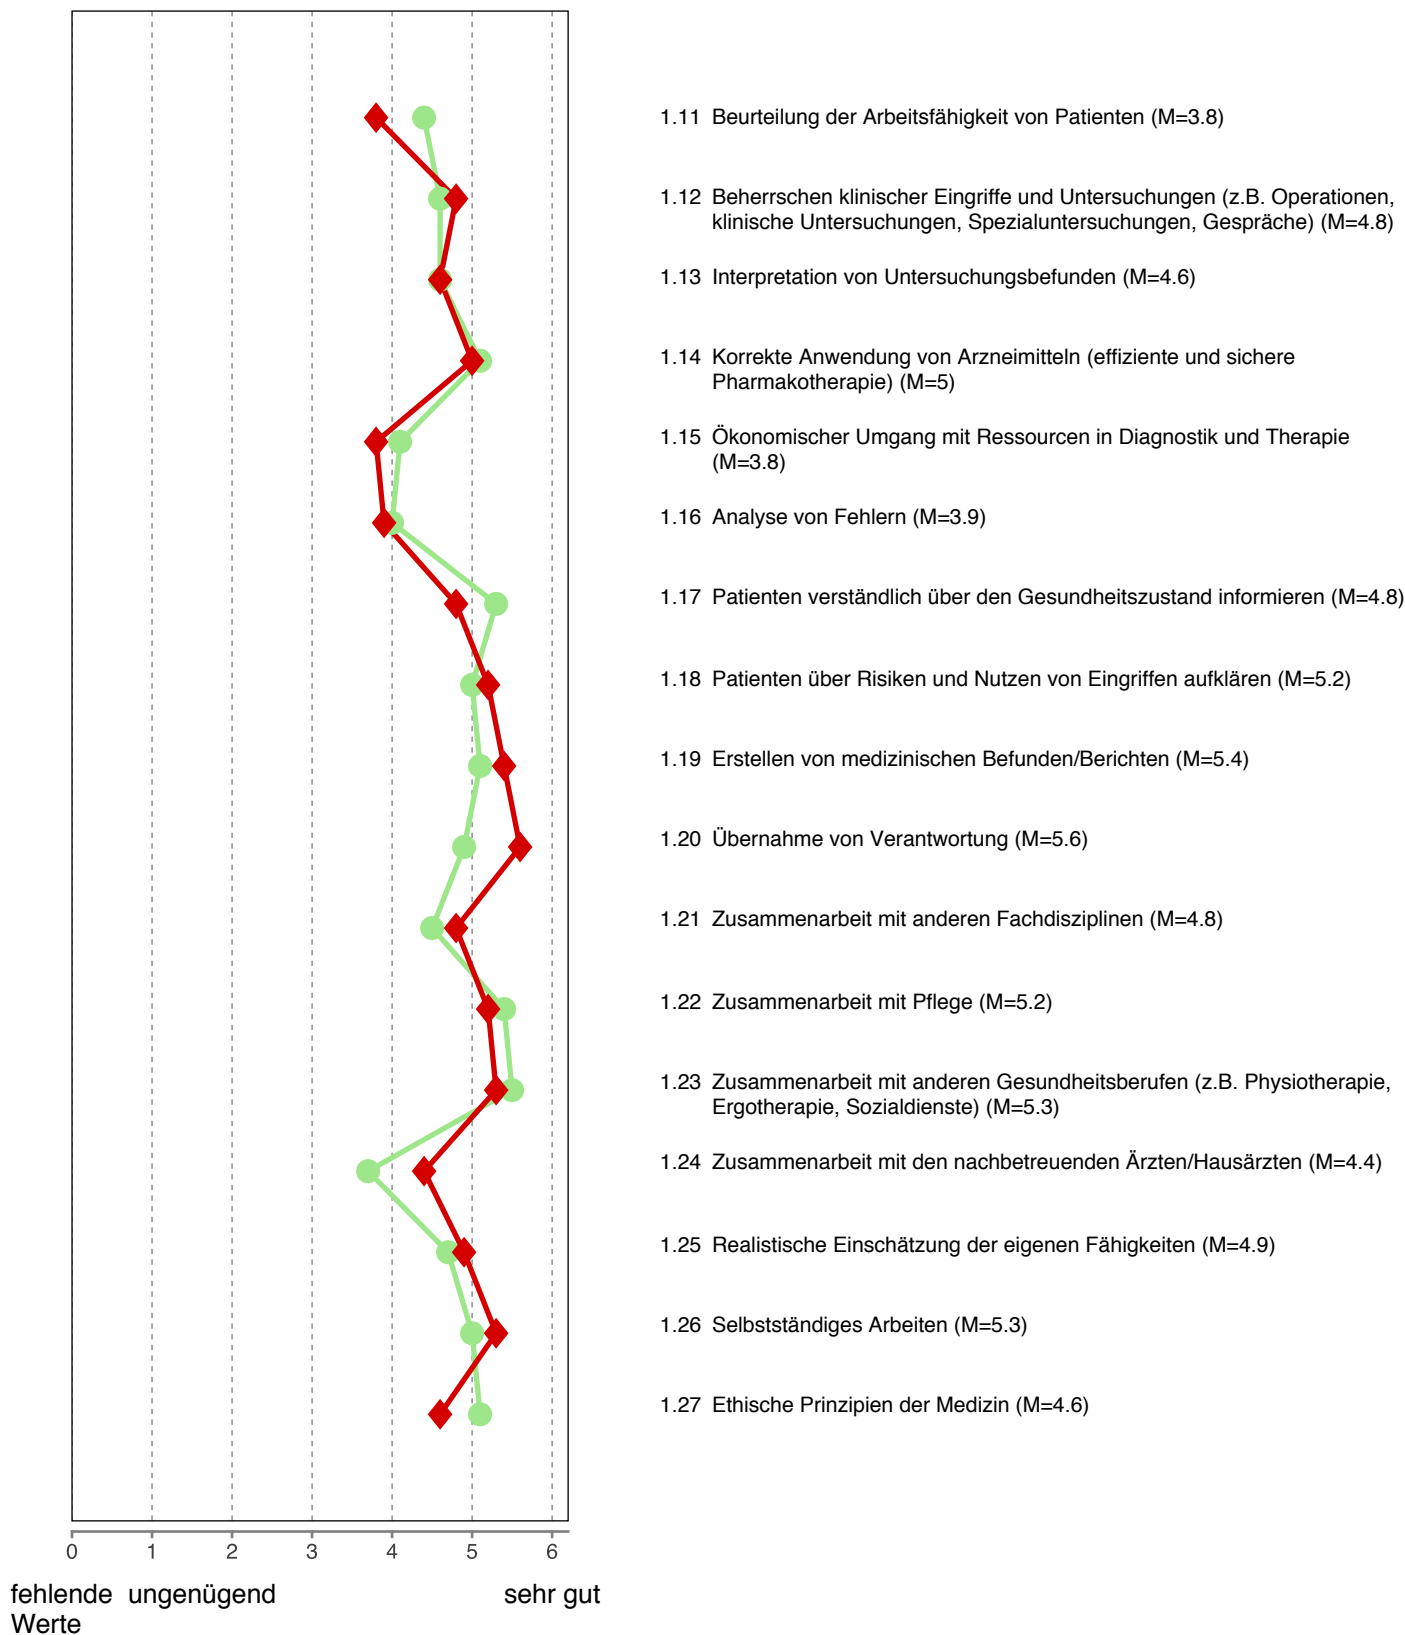 1.11 Beurteilung der Arbeitsfähigkeit von Patienten (M=3.8)
1.12 Beherrschen klinischer Eingriffe und Untersuchungen (z.B. Operationen,
klinische Untersuchungen, Spezialuntersuchungen, Gespräche) (M=4.8)
1.13 Interpretation von Untersuchungsbefunden (M=4.6)
1.14 Korrekte Anwendung von Arzneimitteln (effiziente und sichere
Pharmakotherapie) (M=5)
1.15 Ökonomischer Umgang mit Ressourcen in Diagnostik und Therapie
(M=3.8)
1.16 Analyse von Fehlern (M=3.9)
1.17 Patienten verständlich über den Gesundheitszustand informieren (M=4.8)
1.18 Patienten über Risiken und Nutzen von Eingriffen aufklären (M=5.2)
1.19 Erstellen von medizinischen Befunden/Berichten (M=5.4)
1.20 Übernahme von Verantwortung (M=5.6)
1.21 Zusammenarbeit mit anderen Fachdisziplinen (M=4.8)
1.22 Zusammenarbeit mit Pflege (M=5.2)
1.23 Zusammenarbeit mit anderen Gesundheitsberufen (z.B. Physiotherapie,
Ergotherapie, Sozialdienste) (M=5.3)
1.24 Zusammenarbeit mit den nachbetreuenden Ärzten/Hausärzten (M=4.4)
1.25 Realistische Einschätzung der eigenen Fähigkeiten (M=4.9)
1.26 Selbstständiges Arbeiten (M=5.3)
1.27 Ethische Prinzipien der Medizin (M=4.6)
0 1 2 3 4 5 6
fehlende ungenügend sehr gut
Werte